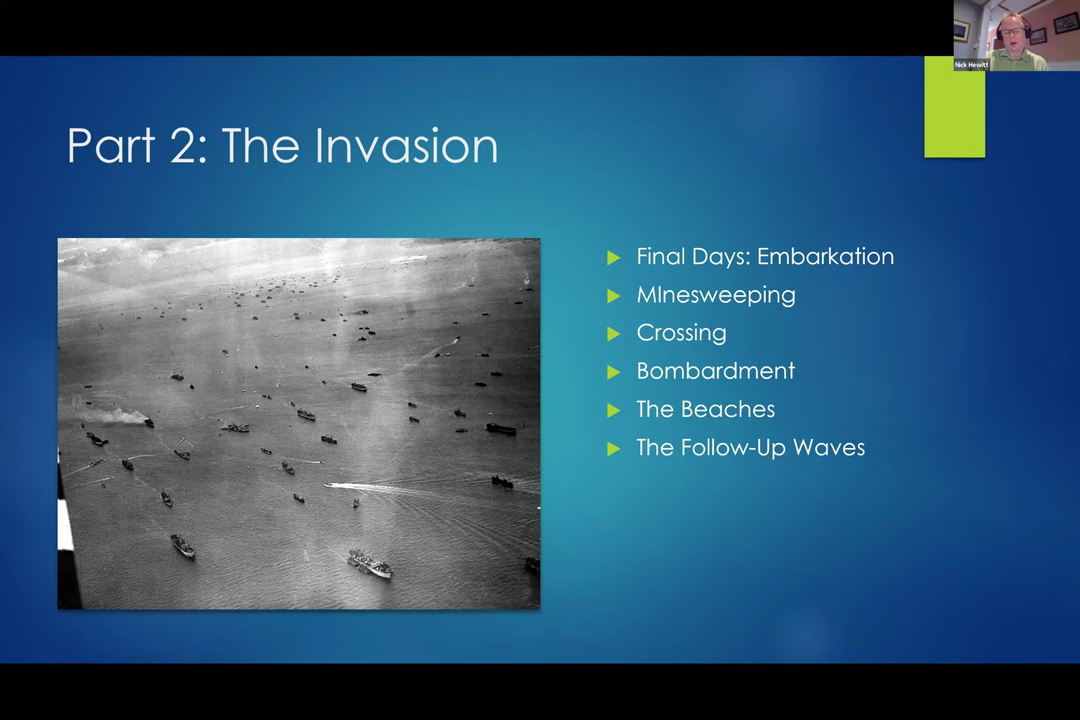 Nick Hewitt
Part 2: The Invasion
Final Days: Embarkation
MInesweeping
Crossing
Bombardment
The Beaches
The Follow-Up Waves